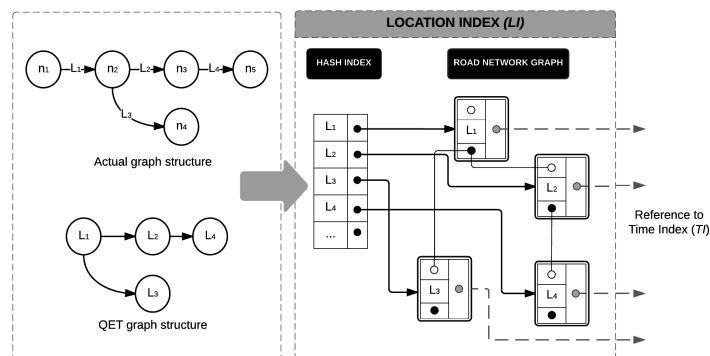 LOCATION INDEX (LI)
HASH INDEX
ROAD NETWORK GRAPH
n1 L1 n2 L2 n3 L4 n5
L3
n4
Actual graph structure
L1 L2 L4
L3
QET graph structure
L1
L2
L3
L4
...
L1
L2
L3
L4
Reference to
Time Index (TI)